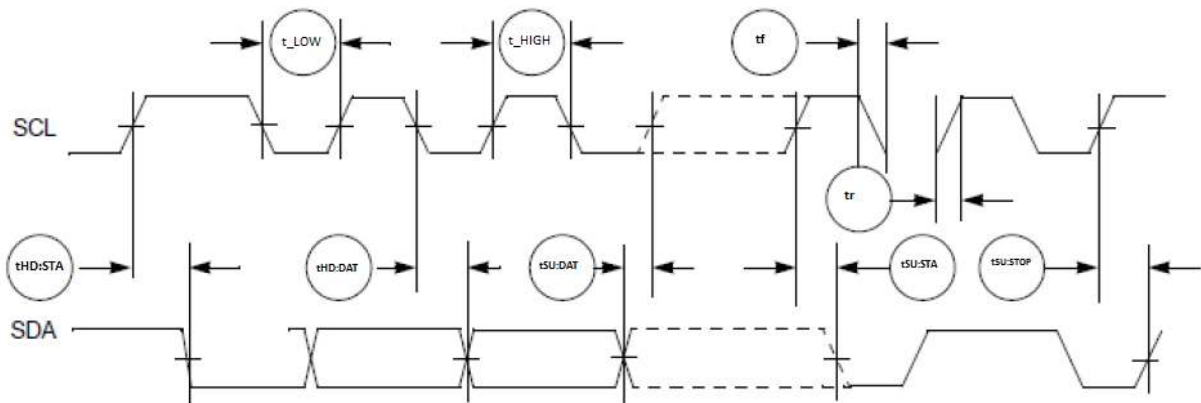 t_LOW
t_HIGH
tf
SCL
tr
tHD:STA
tHD:DAT
tSU:DAT
tSU:STA
tSU:STOP
SDA